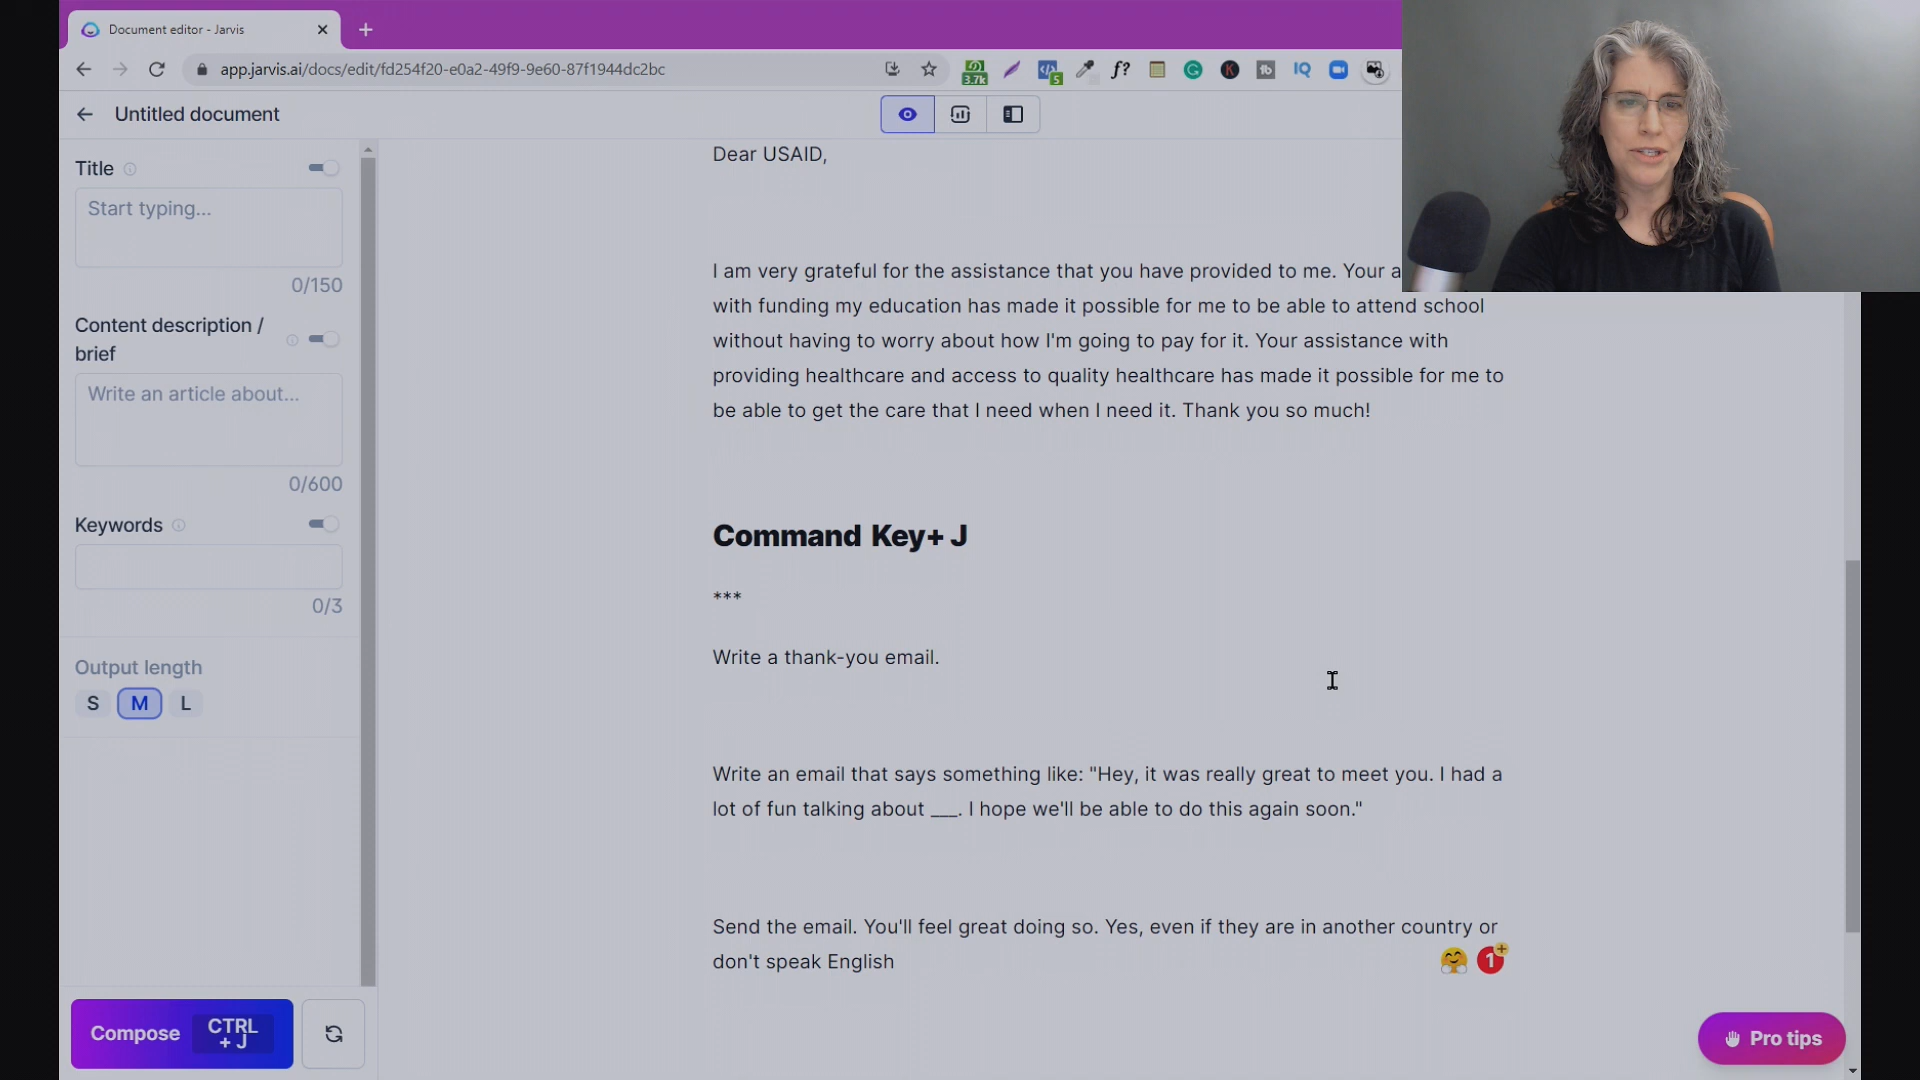 Document editor - Jarvis
app.jarvis.ai/docs/edit/fd254f20-e0a2-49f9-9e60-87f1944dc2bc
3.7k
5
f?
G
K
tb
IQ
Untitled document
Title
Start typing...
0/150
Content description /
brief
Write an article about...
0/600
Keywords
0/3
Output length
S M L
Compose
CTRL
+ J
Dear USAID,
I am very grateful for the assistance that you have provided to me. Your a
with funding my education has made it possible for me to be able to attend school
without having to worry about how I'm going to pay for it. Your assistance with
providing healthcare and access to quality healthcare has made it possible for me to
be able to get the care that I need when I need it. Thank you so much!
Command Key+ J
***
Write a thank-you email.
Write an email that says something like: "Hey, it was really great to meet you. I had a
lot of fun talking about ___. I hope we'll be able to do this again soon."
Send the email. You'll feel great doing so. Yes, even if they are in another country or
don't speak English
1
Pro tips